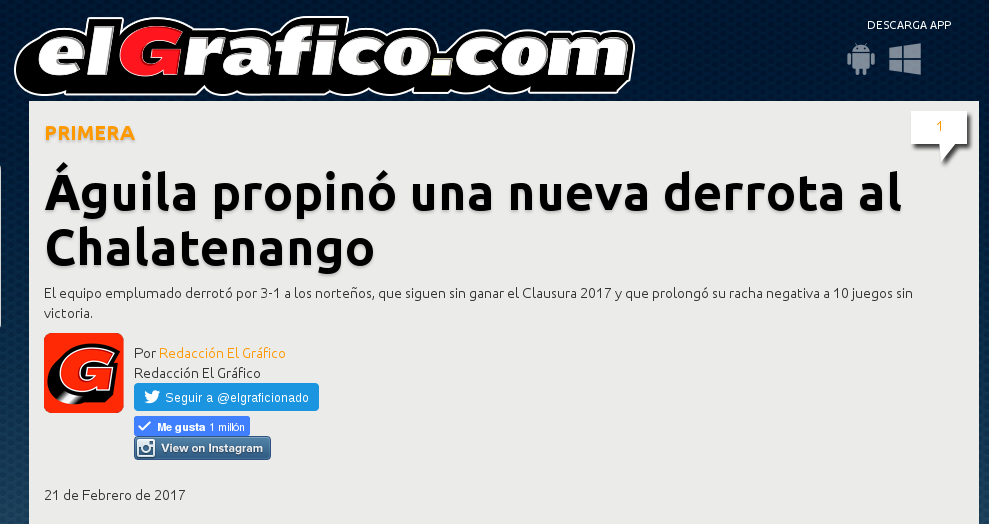 elGrafico.com
DESCARGA APP
PRIMERA
1
Águila propinó una nueva derrota al
Chalatenango
El equipo emplumado derrotó por 3-1 a los norteños, que siguen sin ganar el Clausura 2017 y que prolongó su racha negativa a 10 juegos sin
victoria.
G
Por Redacción El Gráfico
Redacción El Gráfico
Seguir a @elgraficionado
Me gusta 1 millón
View on Instagram
21 de Febrero de 2017